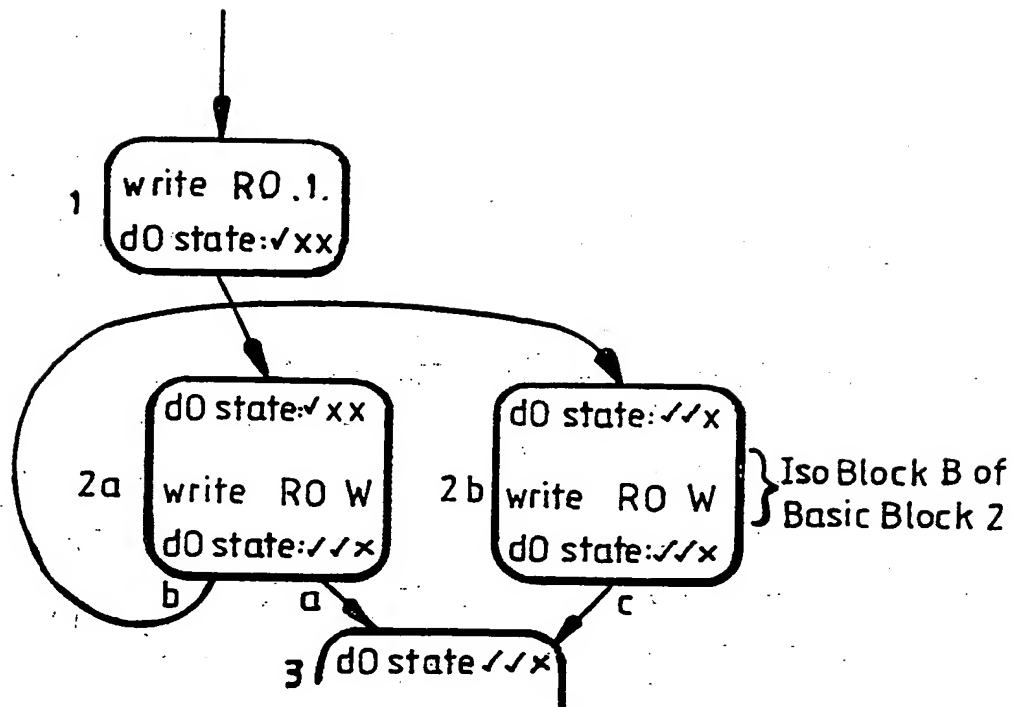 1
write RO .1.
dO state:✓xx
2a
dO state:✓xx
write RO W
dO state:✓✓x
b
a
2b
dO state:✓✓x
write RO W
dO state:✓✓x
c
Iso Block B of
Basic Block 2
3
dO state ✓✓x